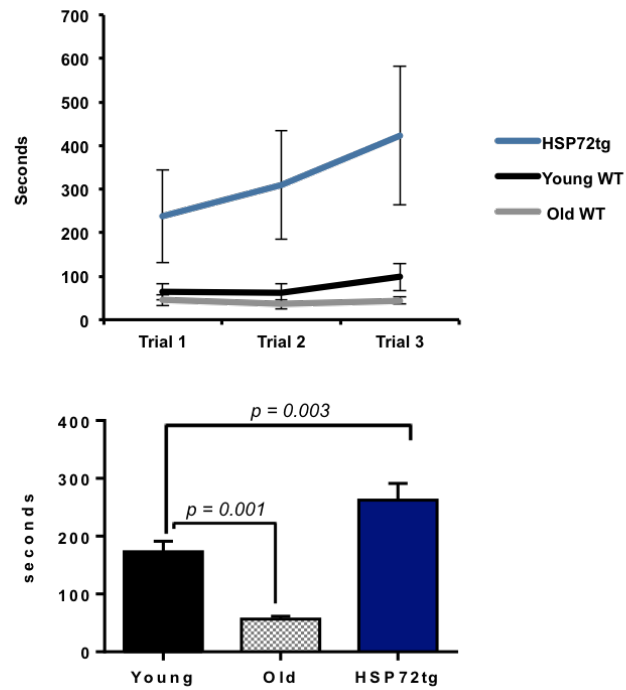 700
600
500
400
300
200
100
0
Seconds
Trial 1 Trial 2 Trial 3
HSP72tg
Young WT
Old WT
400
300
200
100
0
seconds
p = 0.003
p = 0.001
Young Old HSP72tg